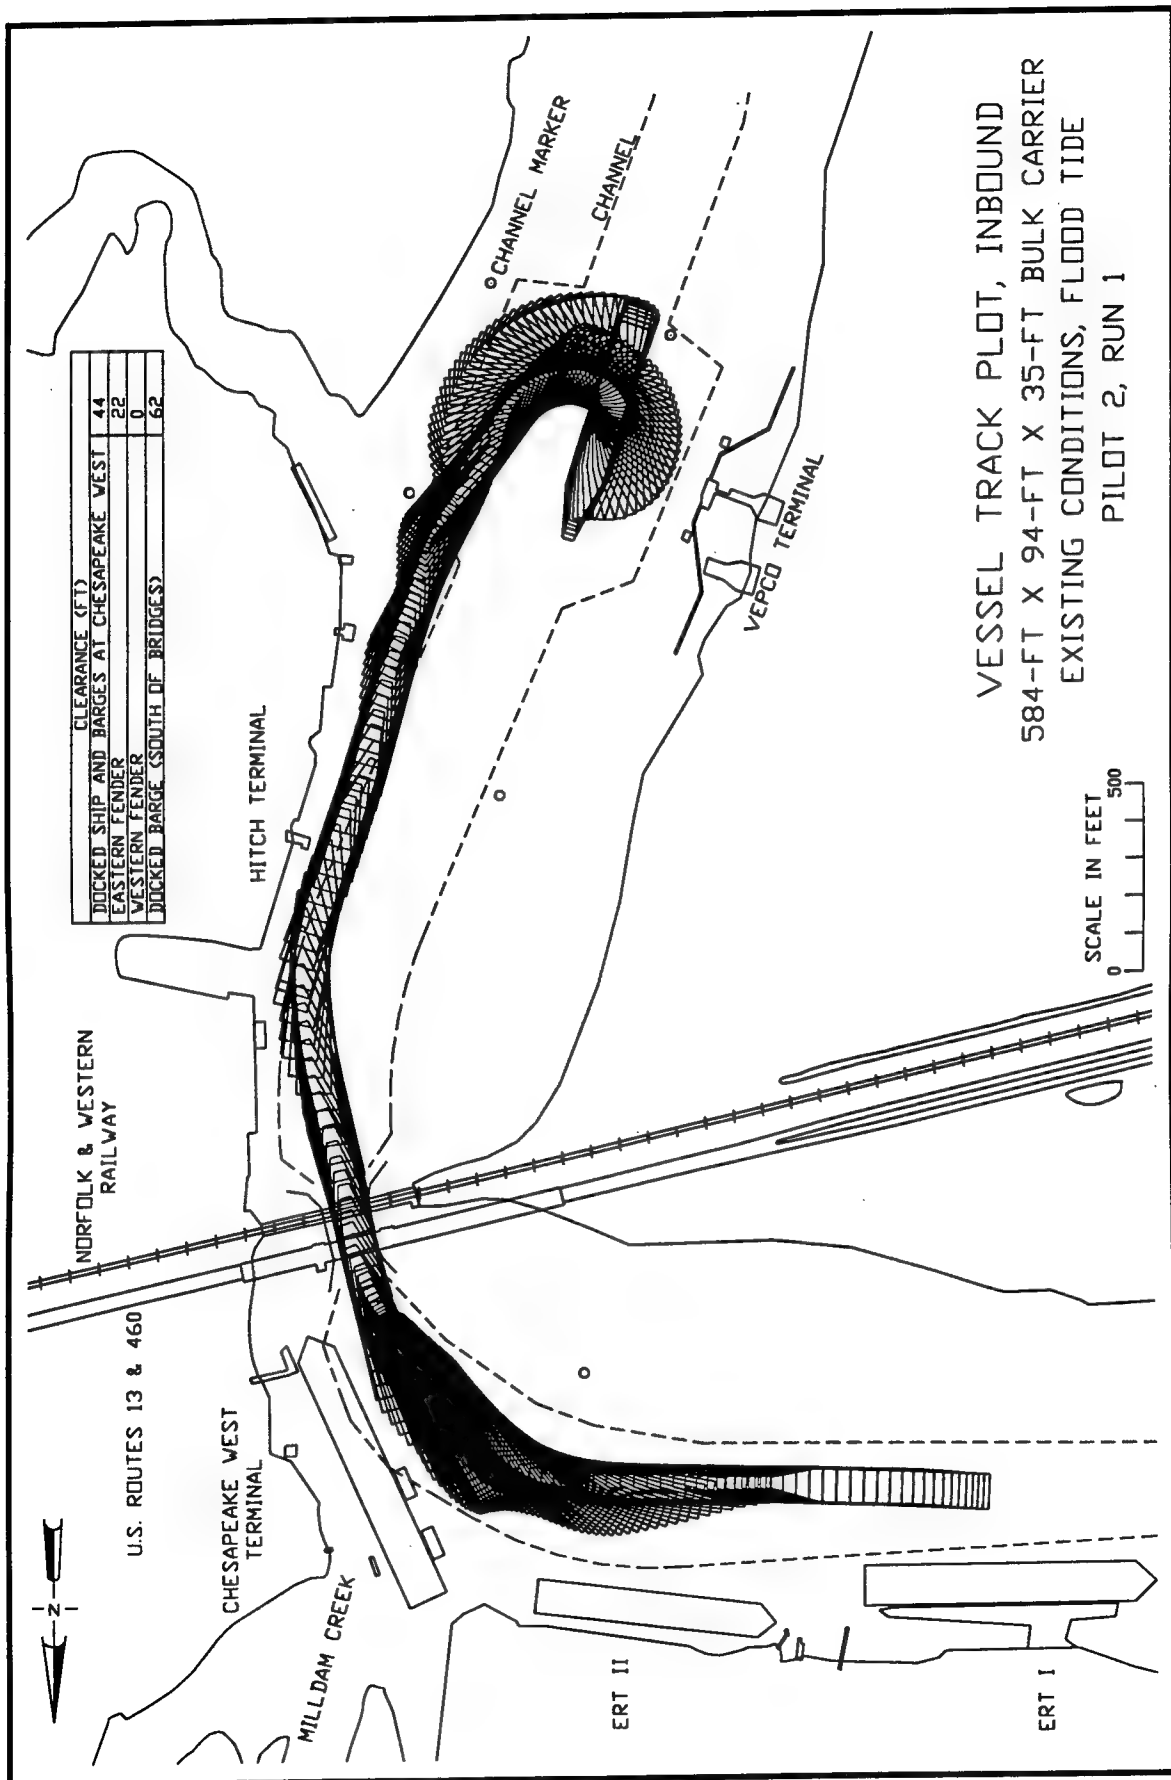 CLEARANCE (FT)
DOCKED SHIP AND BARGES AT CHESAPEAKE WEST 44
EASTERN FENDER 22
WESTERN FENDER 0
DOCKED BARGE (SOUTH OF BRIDGES) 62
N
U.S. ROUTES 13 & 460
NORFOLK & WESTERN
RAILWAY
HITCH TERMINAL
CHANNEL MARKER
CHANNEL
CHESAPEAKE WEST
TERMINAL
MILLDAM CREEK
VEPCO TERMINAL
ERT II
ERT I
SCALE IN FEET
0 500
VESSEL TRACK PLOT, INBOUND
584-FT X 94-FT X 35-FT BULK CARRIER
EXISTING CONDITIONS, FLOOD TIDE
PILOT 2, RUN 1